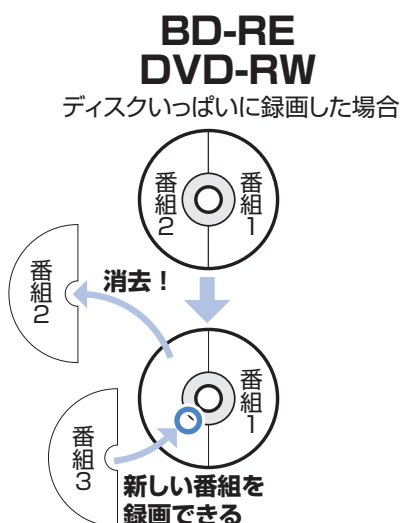 BD-RE
DVD-RW
ディスクいっぱいに録画した場合
番組2
番組1
番組2
消去！
番組1
番組3
新しい番組を
録画できる